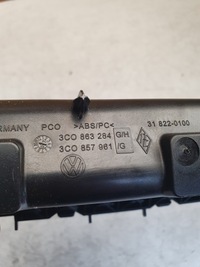 RMANY PCO >ABS/PC< 31 822-0100
3C0 863 284 G/H
3C0 857 961 /G